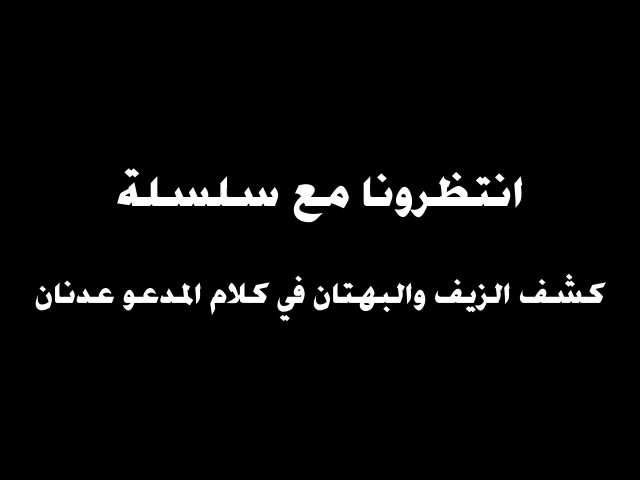 انتظرونا مع سلسلة
كشف الزيف والبهتان في كلام المدعو عدنان